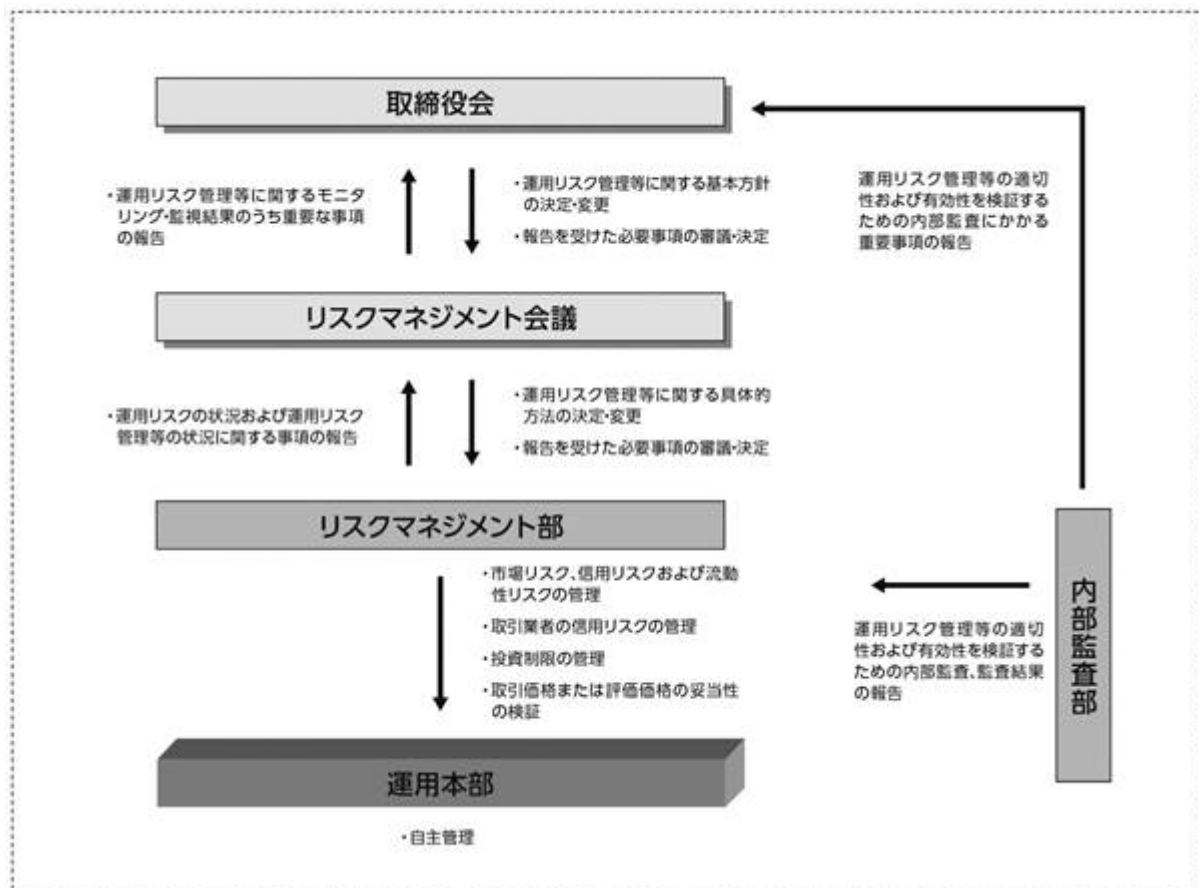 取締役会
・運用リスク管理等に関するモニタ
リング・監視結果のうち重要な事項
の報告
・運用リスク管理等に関する基本方針
の決定・変更
・報告を受けた必要事項の審議・決定
運用リスク管理等の適切
性および有効性を検証す
るための内部監査にかかる
重要事項の報告
リスクマネジメント会議
・運用リスクの状況および運用リスク
管理等の状況に関する事項の報告
・運用リスク管理等に関する具体的
方法の決定・変更
・報告を受けた必要事項の審議・決定
リスクマネジメント部
・市場リスク、信用リスクおよび流動
性リスクの管理
・取引業者の信用リスクの管理
・投資制限の管理
・取引価格または評価価格の妥当性
の検証
運用リスク管理等の適切
性および有効性を検証する
ための内部監査、監査結果
の報告
内部監査部
運用本部
・自主管理